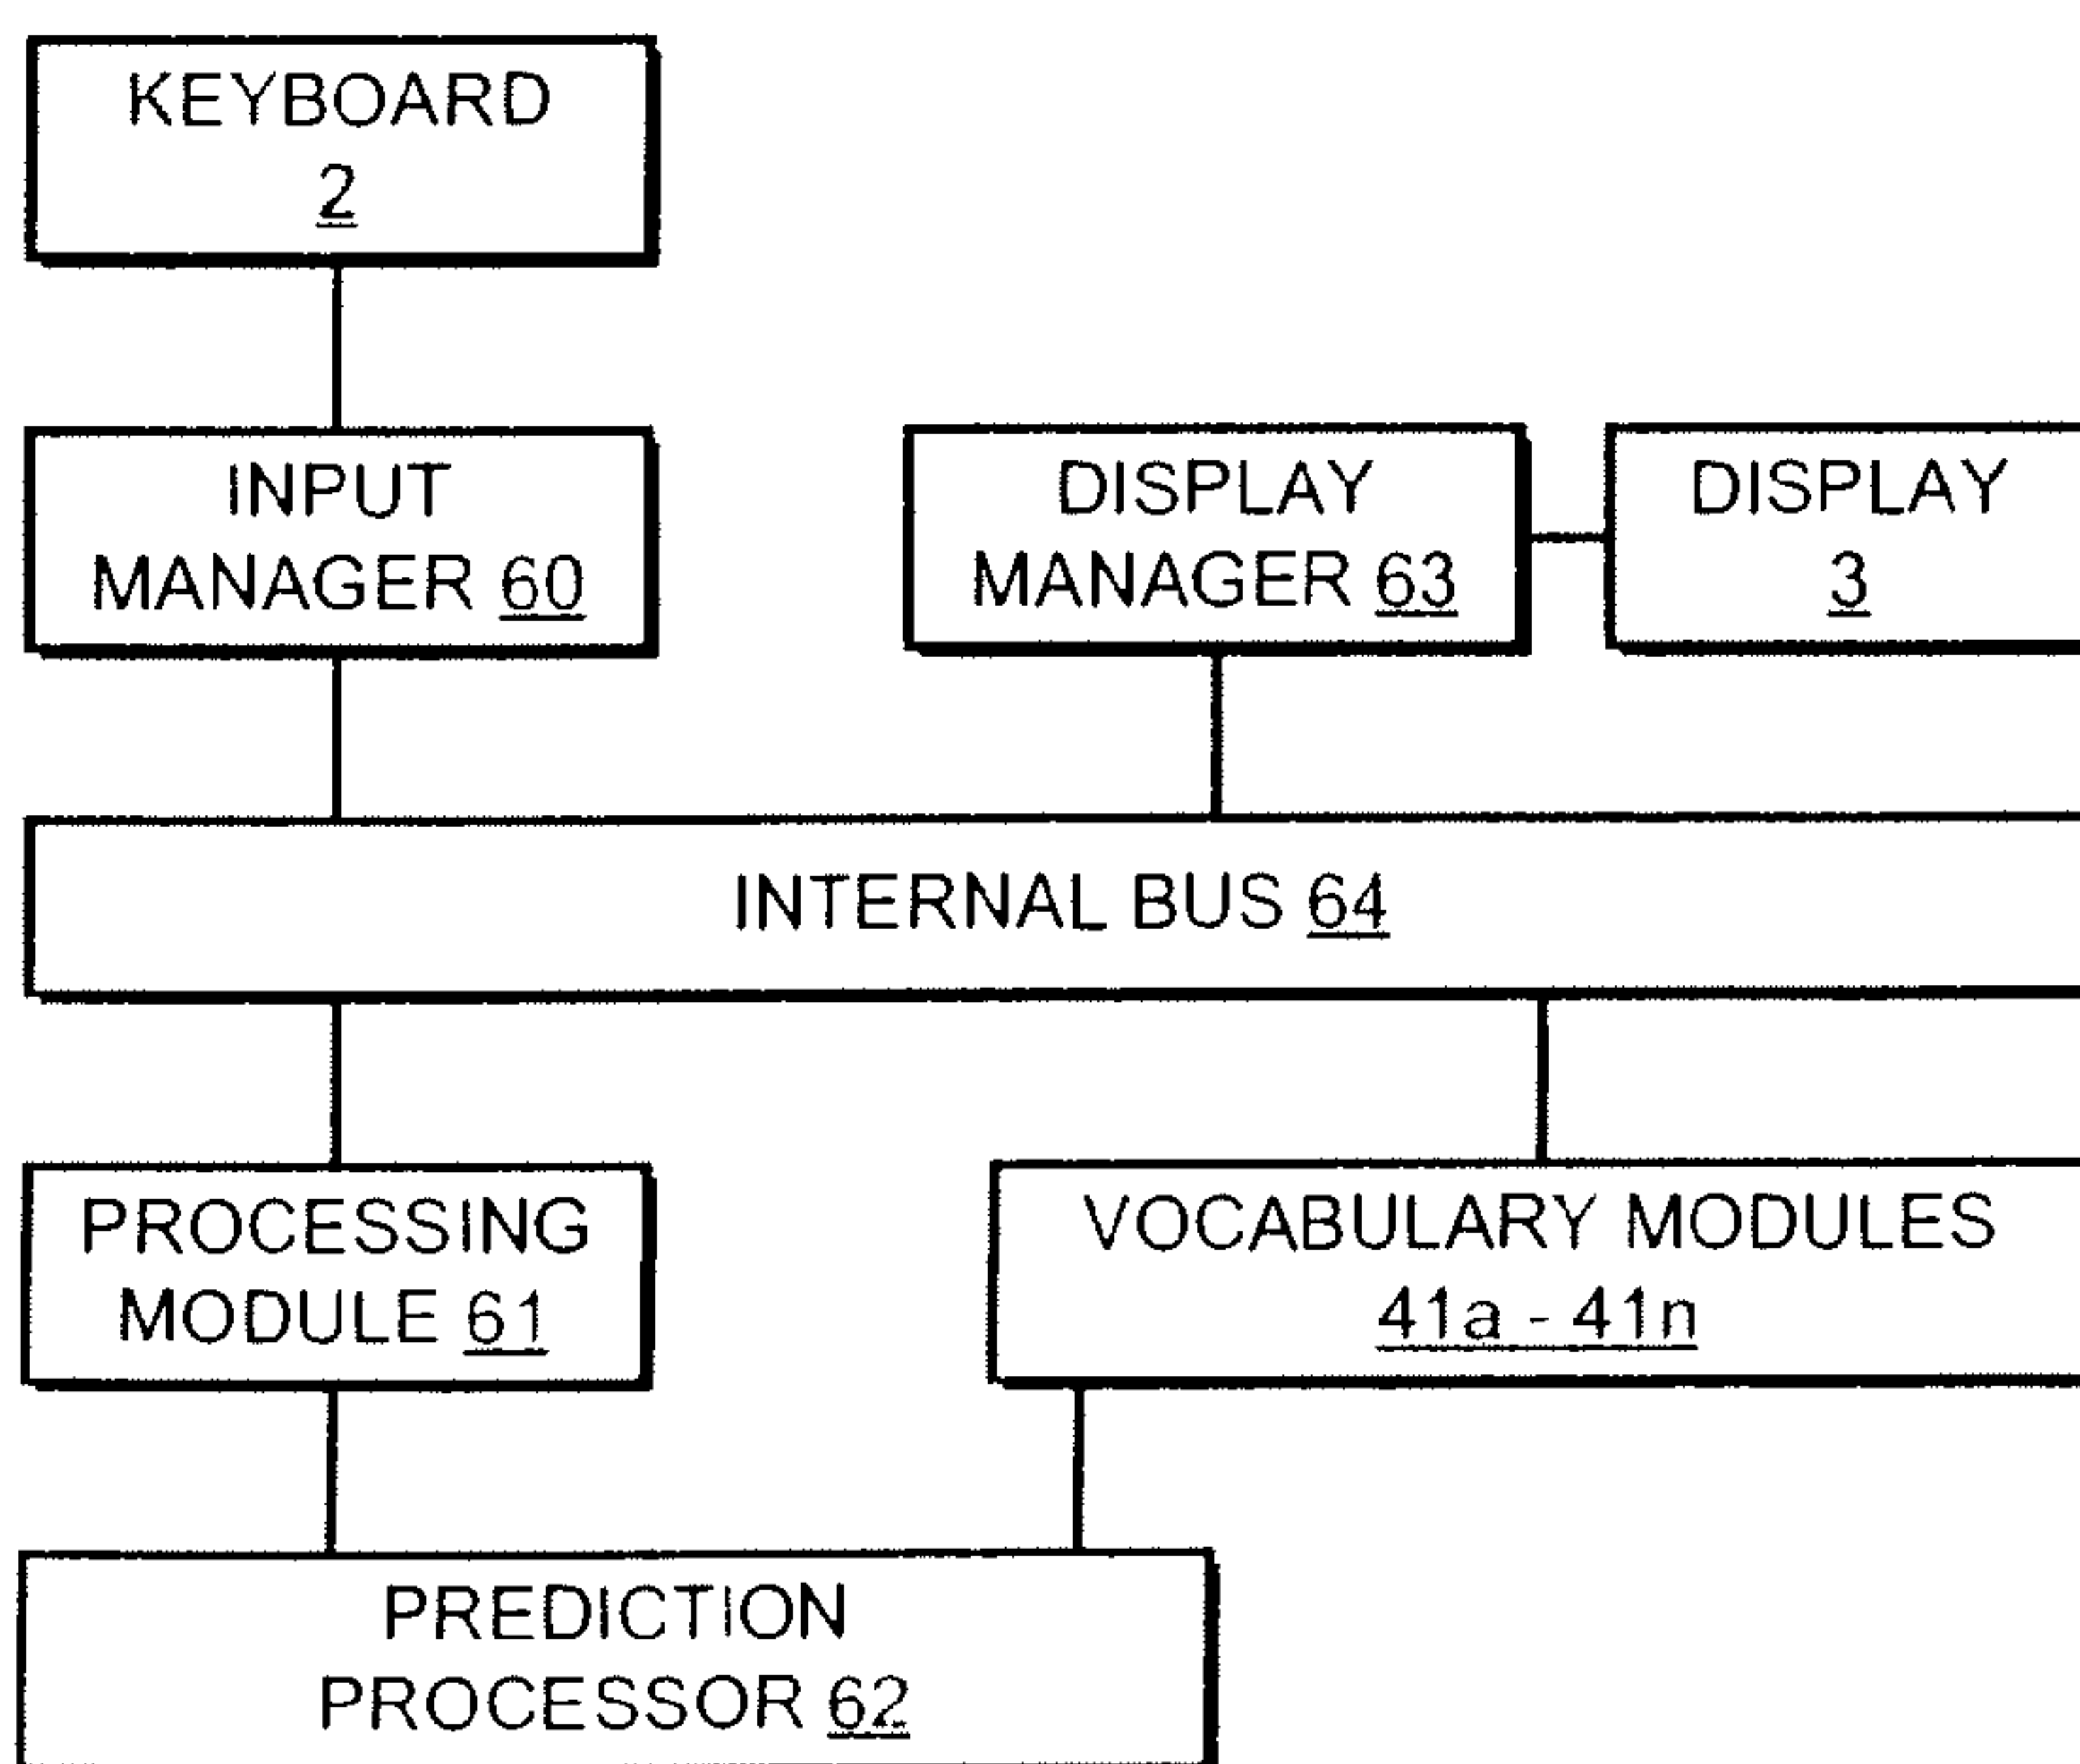 KEYBOARD
2
INPUT
MANAGER 60
DISPLAY
MANAGER 63
DISPLAY
3
INTERNAL BUS 64
PROCESSING
MODULE 61
VOCABULARY MODULES
41a - 41n
PREDICTION
PROCESSOR 62